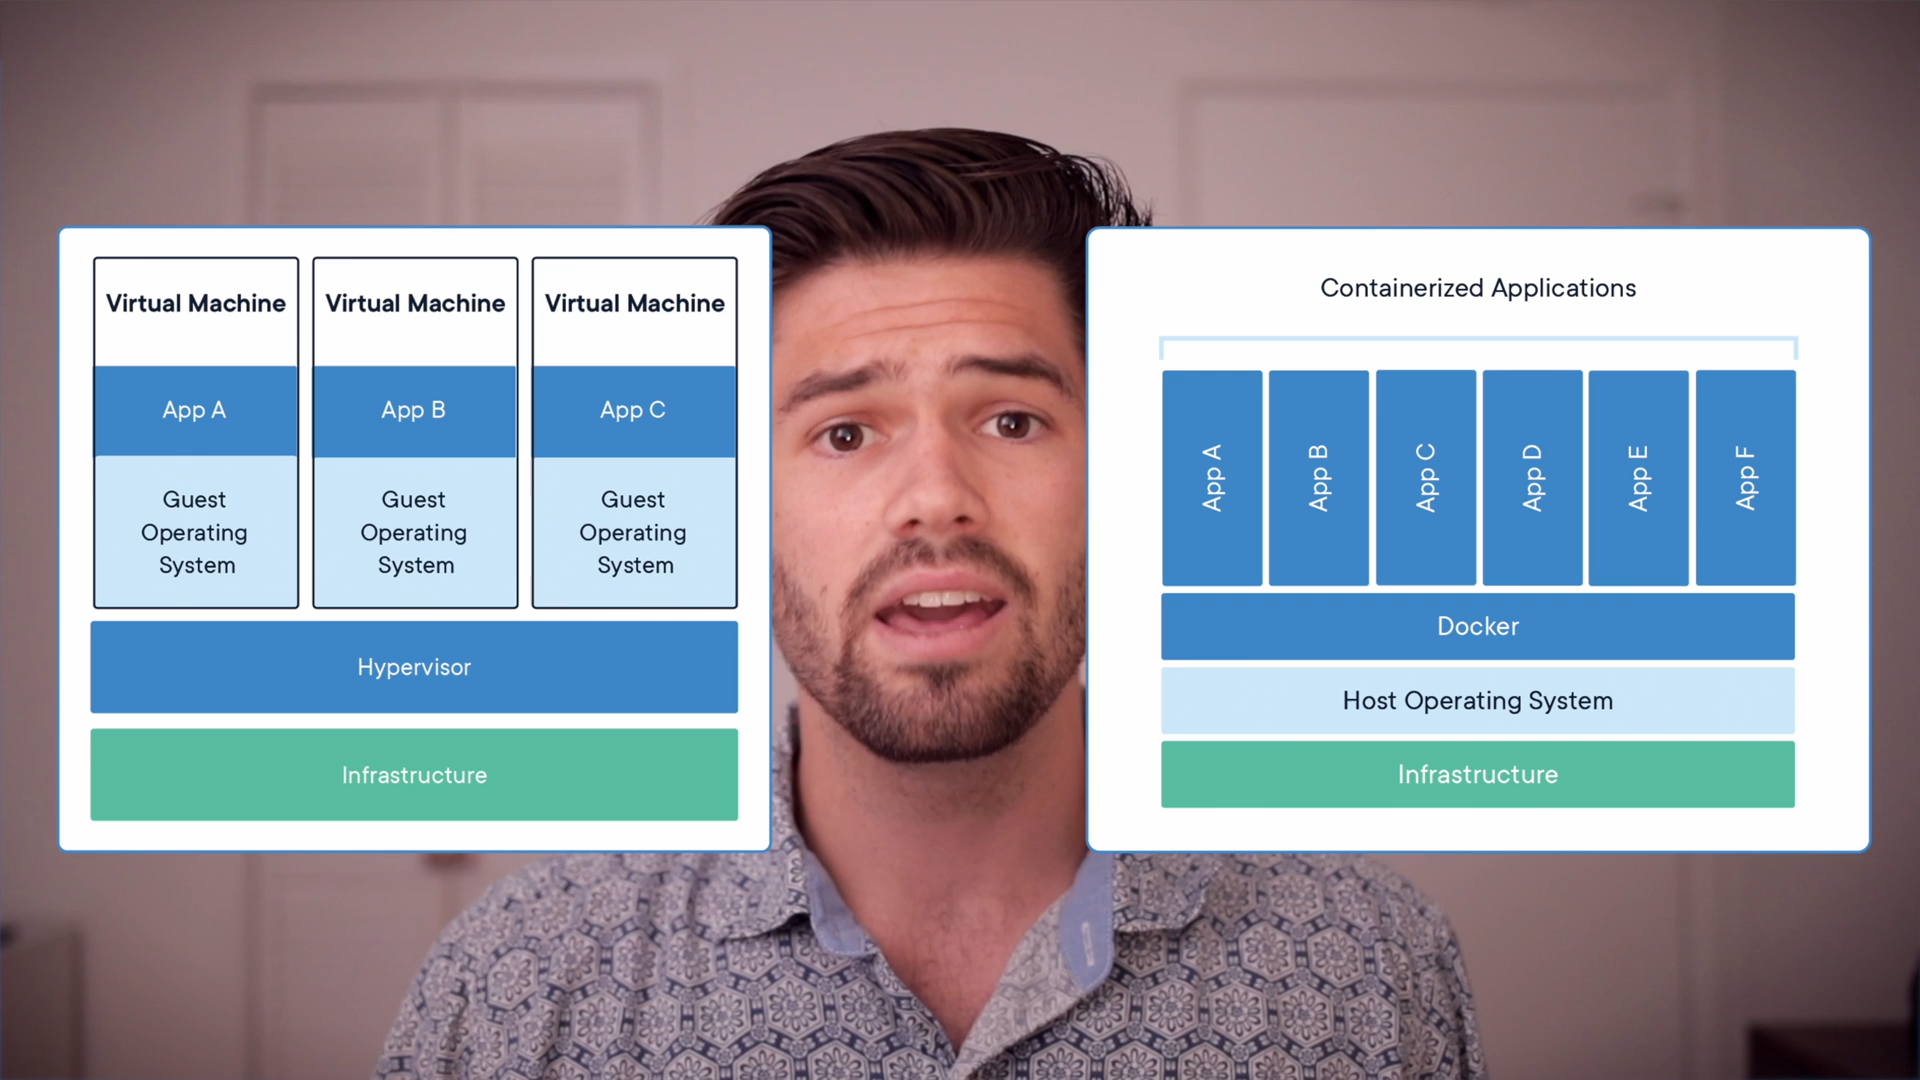 Virtual Machine
Virtual Machine
Virtual Machine
App A
App B
App C
Guest
Operating
System
Guest
Operating
System
Guest
Operating
System
Hypervisor
Infrastructure
Containerized Applications
App A
App B
App C
App D
App E
App F
Docker
Host Operating System
Infrastructure